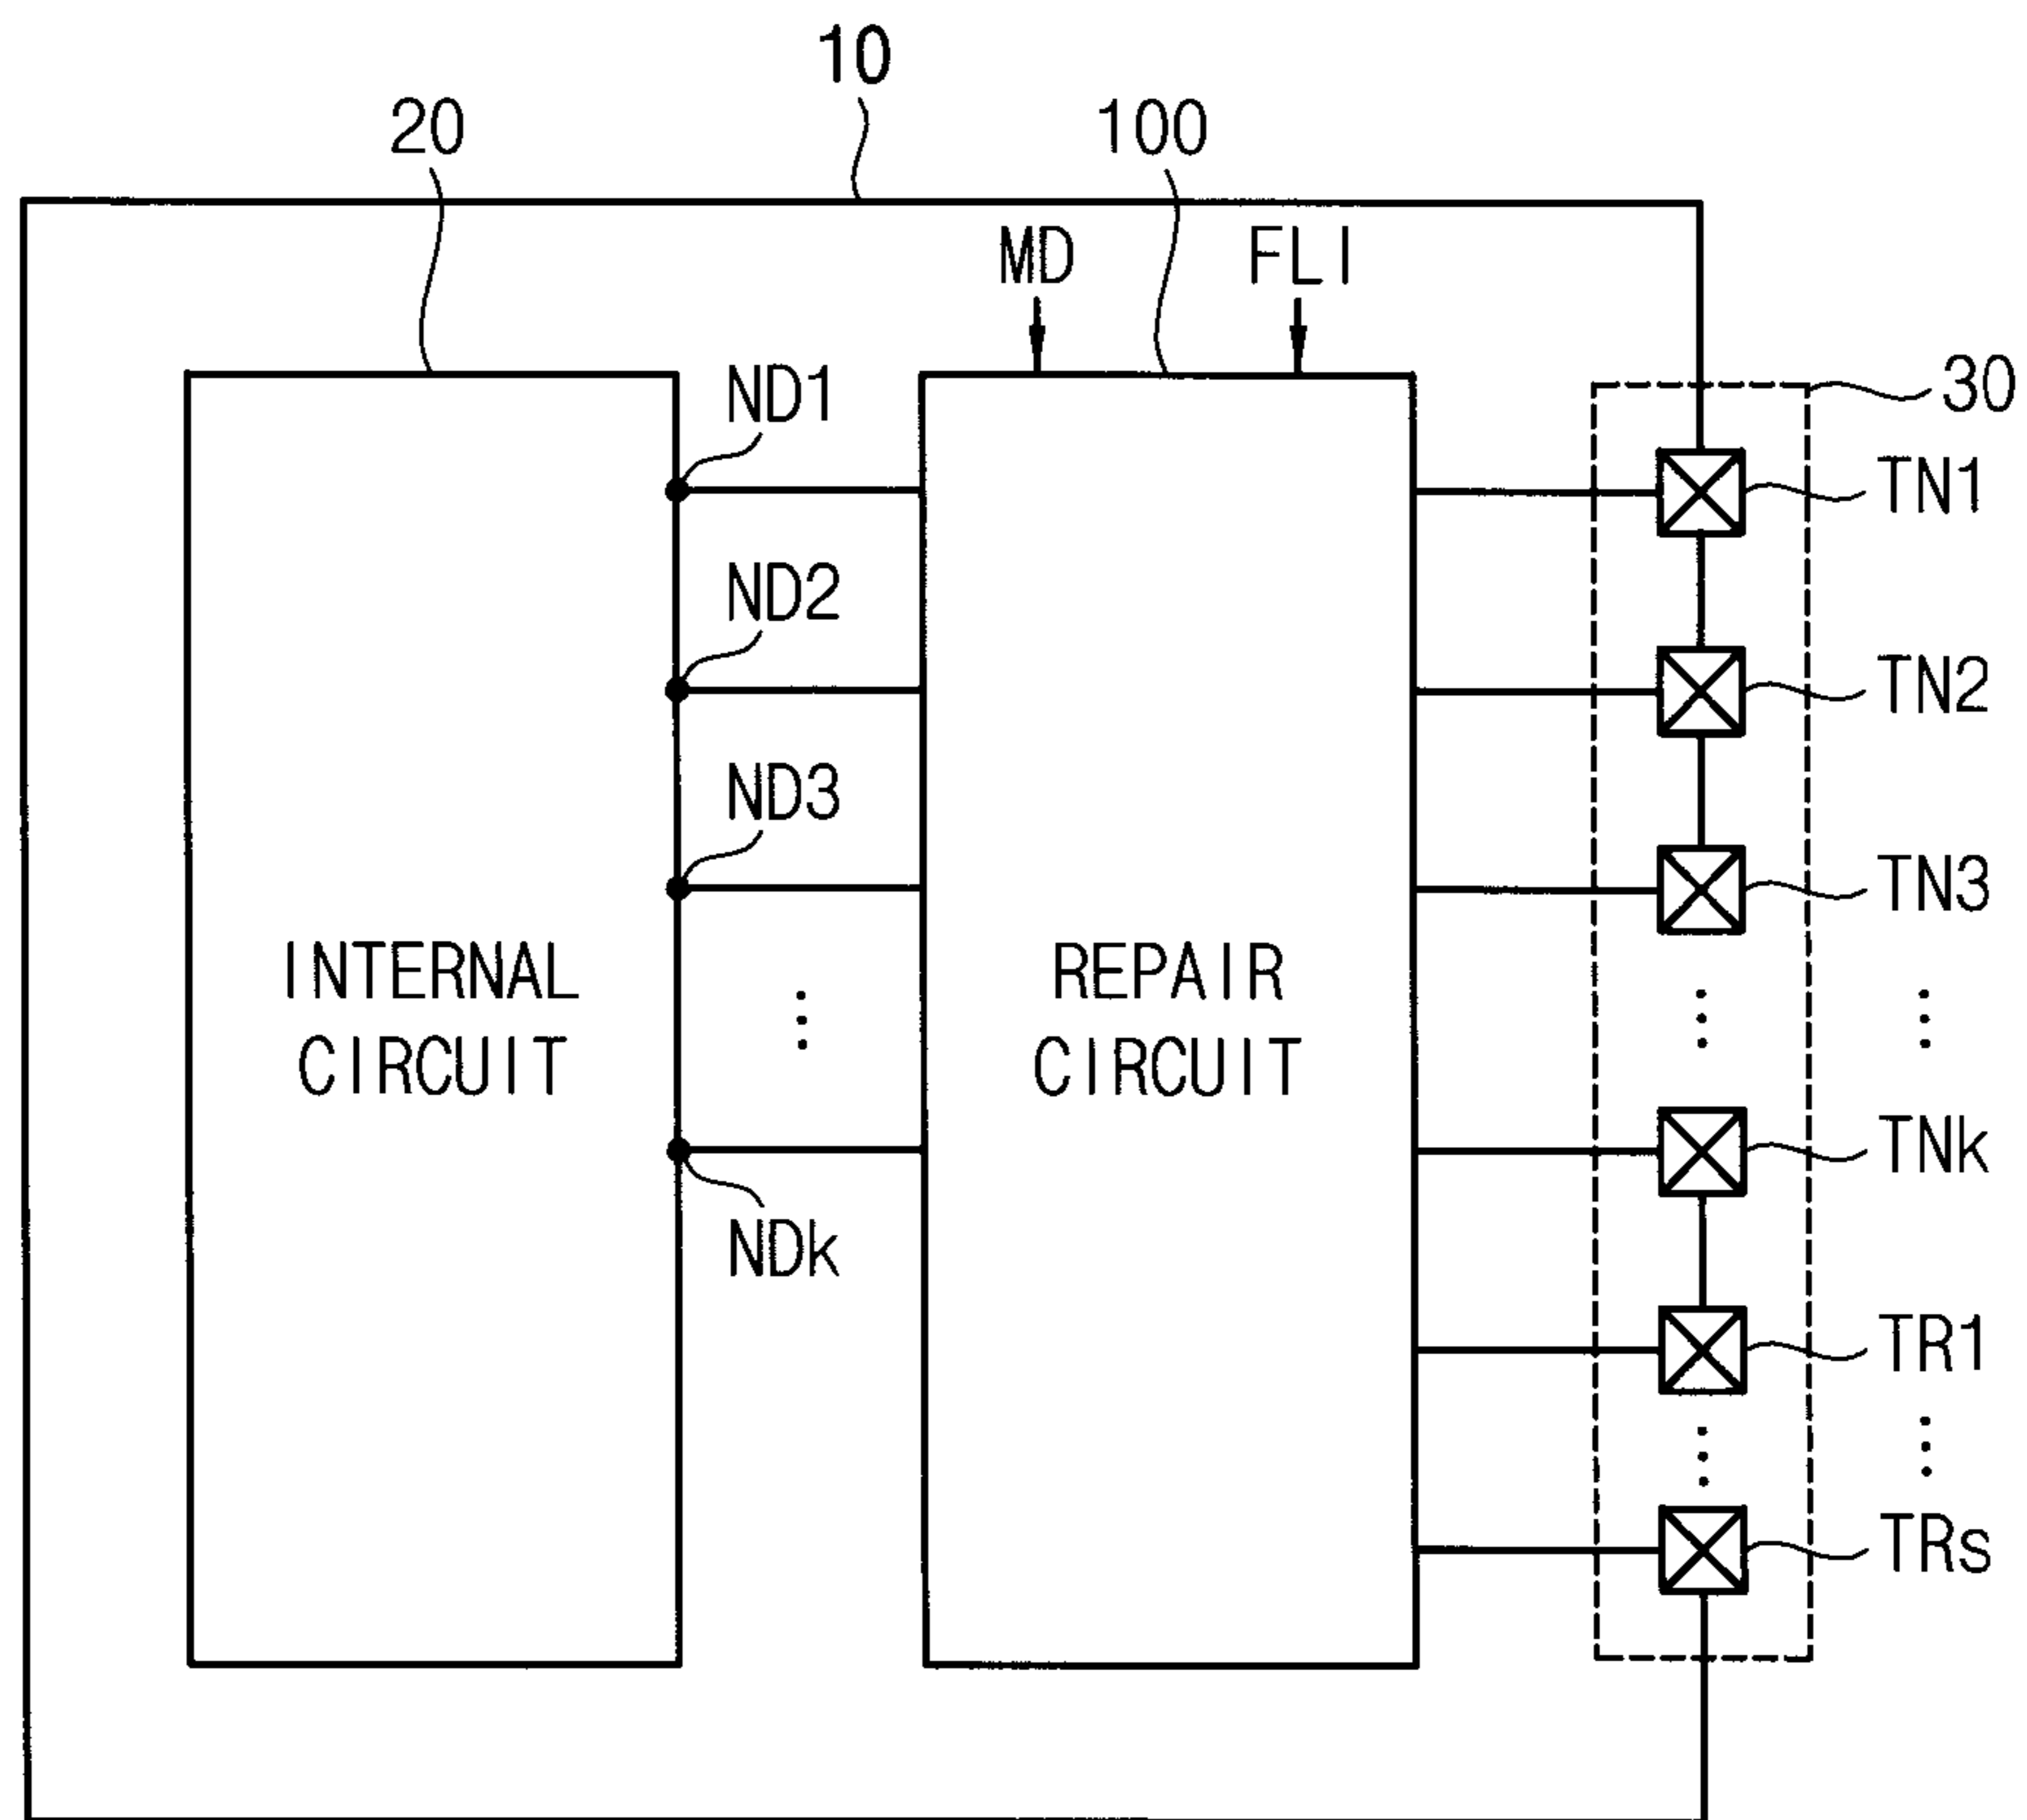 10
20
100
MD
FLI
30
ND1
TN1
ND2
TN2
ND3
TN3
INTERNAL
CIRCUIT
REPAIR
CIRCUIT
TNk
NDk
TR1
TRs